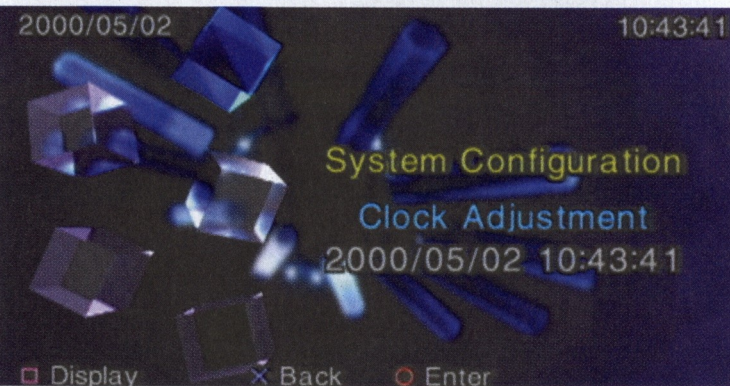 2000/05/02 10:43:41
System Configuration
Clock Adjustment
2000/05/02 10:43:41
Display Back Enter